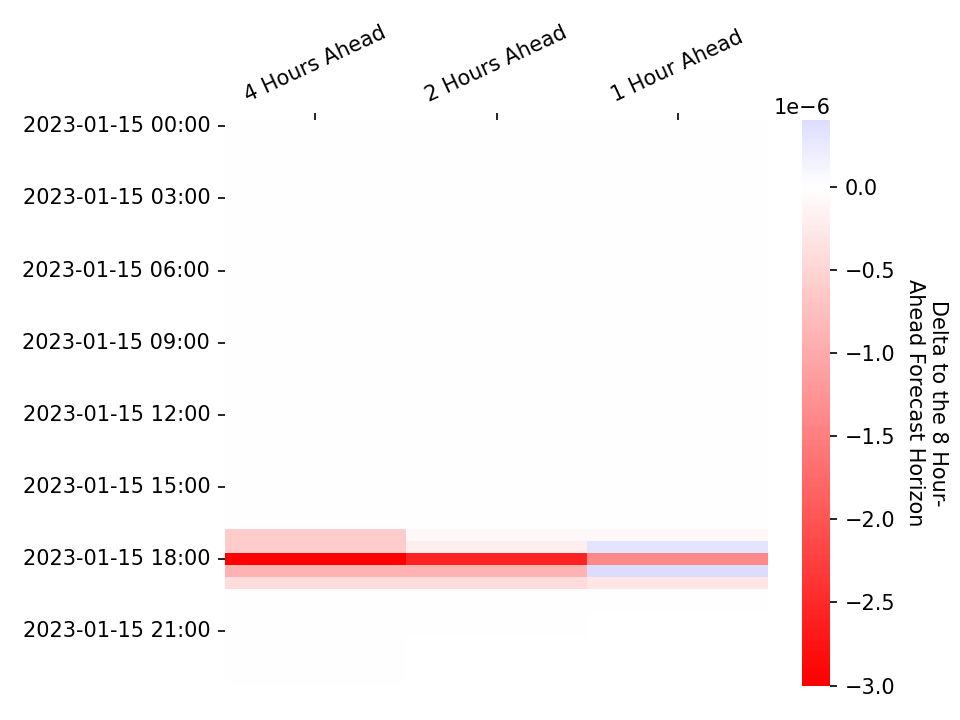 4 Hours Ahead
2 Hours Ahead
1 Hour Ahead
1e−6
2023-01-15 00:00
2023-01-15 03:00
2023-01-15 06:00
2023-01-15 09:00
2023-01-15 12:00
2023-01-15 15:00
2023-01-15 18:00
2023-01-15 21:00
0.0
−0.5
−1.0
−1.5
−2.0
−2.5
−3.0
Delta to the 8 Hour-
Ahead Forecast Horizon